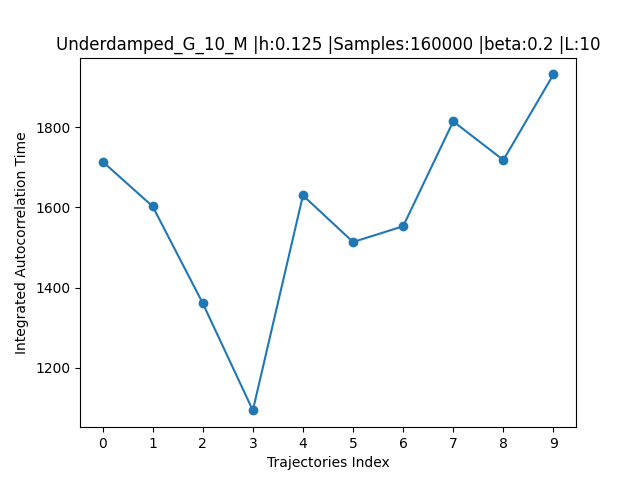 Underdamped_G_10_M |h:0.125 |Samples:160000 |beta:0.2 |L:10
Integrated Autocorrelation Time
1800
1600
1400
1200
0 1 2 3 4 5 6 7 8 9
Trajectories Index